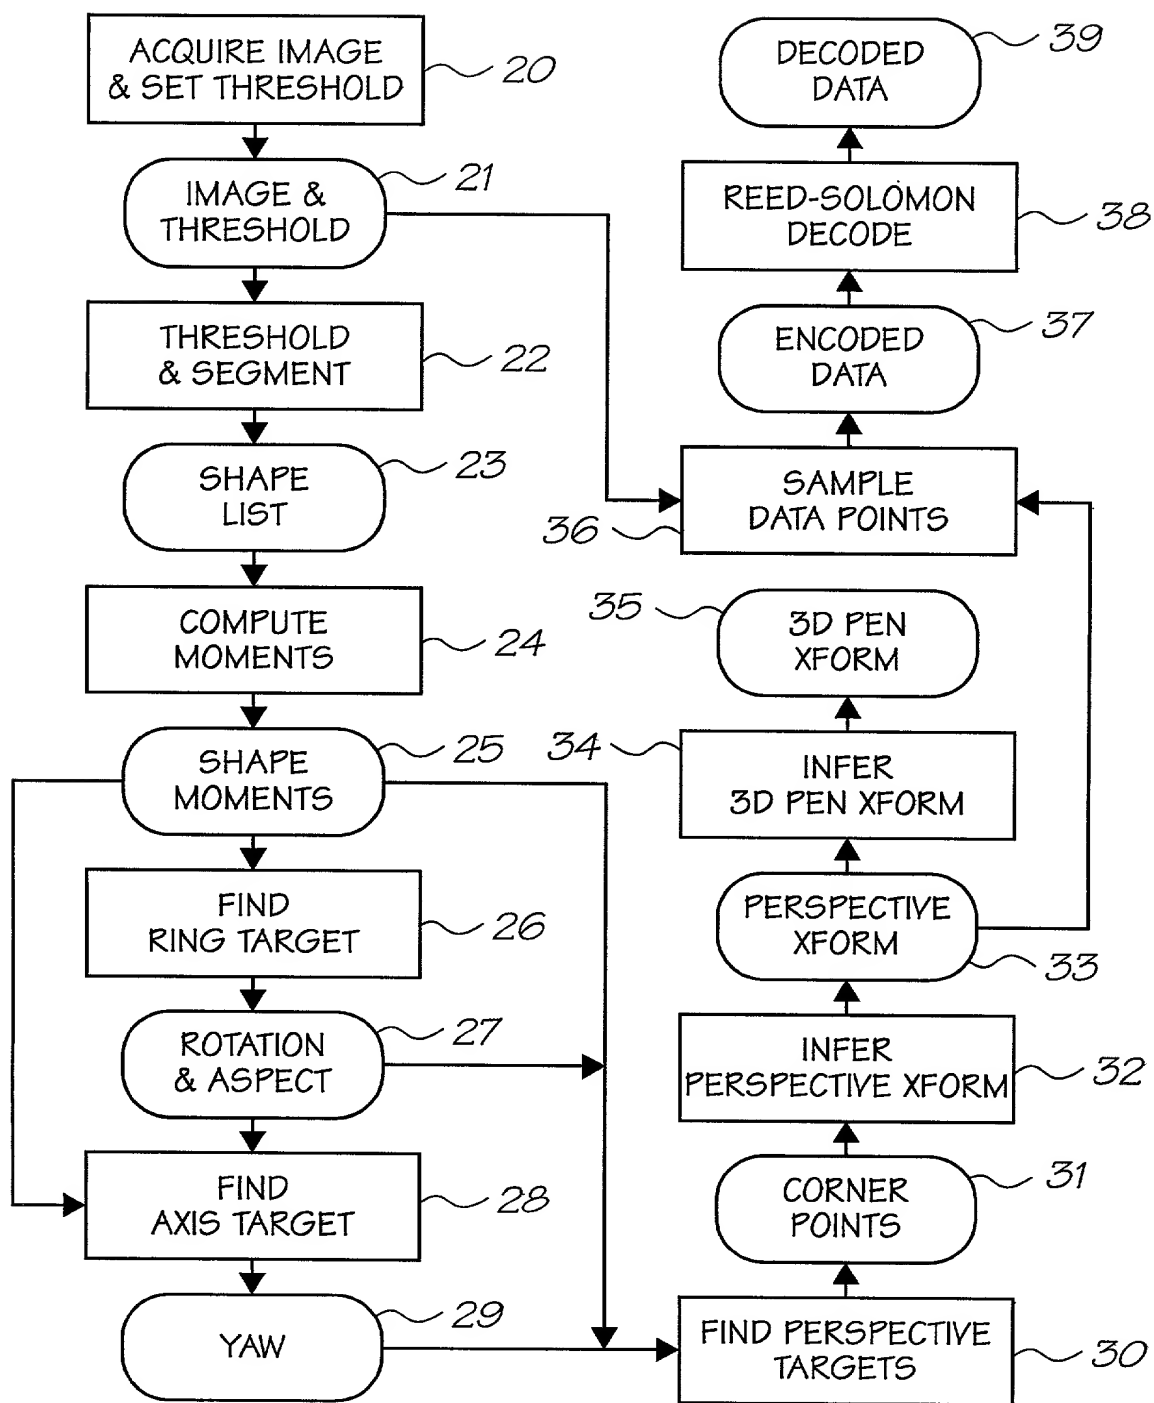 ACQUIRE IMAGE
& SET THRESHOLD
20
IMAGE &
THRESHOLD
21
THRESHOLD
& SEGMENT
22
SHAPE
LIST
23
COMPUTE
MOMENTS
24
SHAPE
MOMENTS
25
FIND
RING TARGET
26
ROTATION
& ASPECT
27
FIND
AXIS TARGET
28
YAW
29
DECODED
DATA
39
REED-SOLOMON
DECODE
38
ENCODED
DATA
37
SAMPLE
DATA POINTS
36
35
3D PEN
XFORM
34
INFER
3D PEN XFORM
PERSPECTIVE
XFORM
33
INFER
PERSPECTIVE XFORM
32
CORNER
POINTS
31
FIND PERSPECTIVE
TARGETS
30